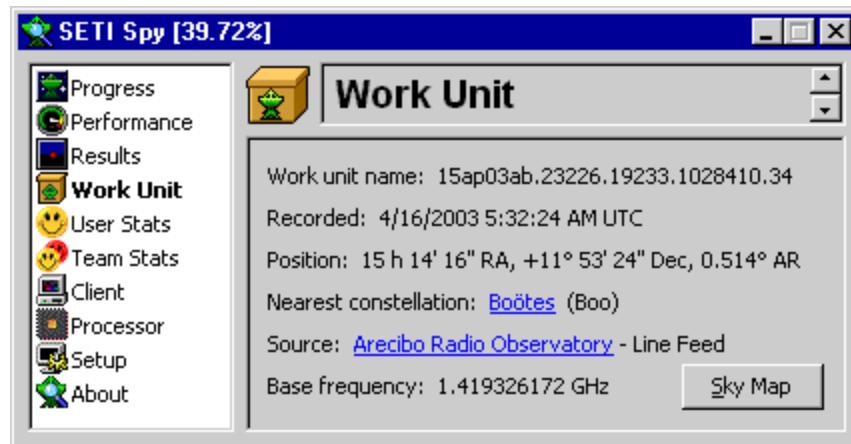 SETI Spy [39.72%]
Progress
Performance
Results
Work Unit
User Stats
Team Stats
Client
Processor
Setup
About
Work Unit
Work unit name: 15ap03ab.23226.19233.1028410.34
Recorded: 4/16/2003 5:32:24 AM UTC
Position: 15 h 14' 16" RA, +11° 53' 24" Dec, 0.514° AR
Nearest constellation: Boötes (Boo)
Source: Arecibo Radio Observatory - Line Feed
Base frequency: 1.419326172 GHz
Sky Map